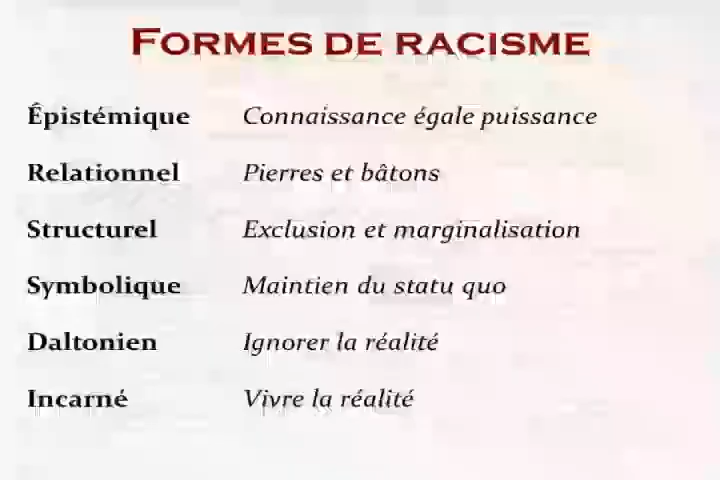 FORMES DE RACISME
Épistémique Connaissance égale puissance
Relationnel Pierres et bâtons
Structurel Exclusion et marginalisation
Symbolique Maintien du statu quo
Daltonien Ignorer la réalité
Incarné Vivre la réalité